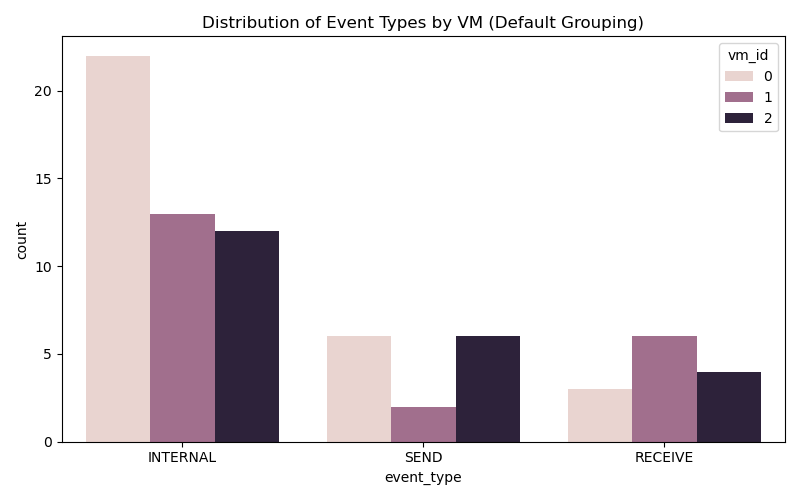 Distribution of Event Types by VM (Default Grouping)
vm_id
0
1
2
count
20
15
10
5
0
INTERNAL SEND RECEIVE
event_type